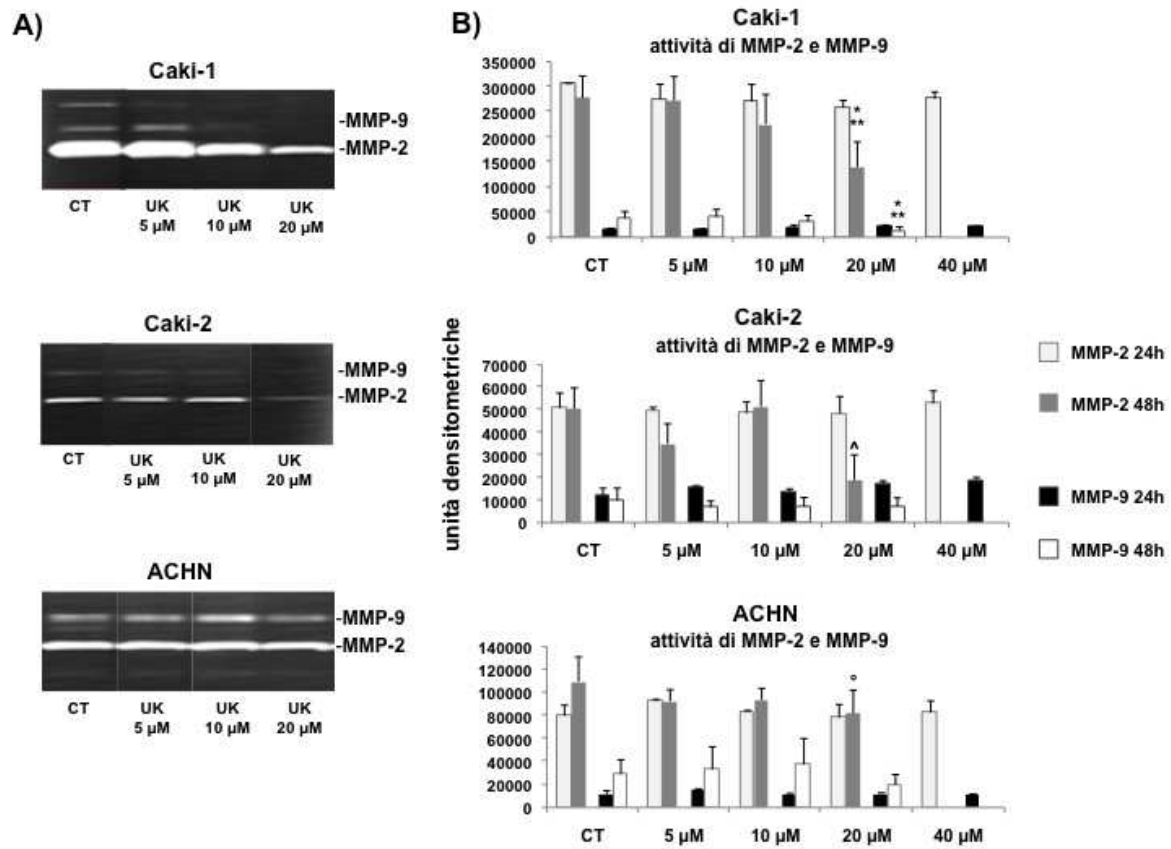 A)
Caki-1
-MMP-9
-MMP-2
CT UK UK UK
5 µM 10 µM 20 µM
Caki-2
-MMP-9
-MMP-2
CT UK UK UK
5 µM 10 µM 20 µM
ACHN
-MMP-9
-MMP-2
CT UK UK UK
5 µM 10 µM 20 µM
B)
Caki-1
attività di MMP-2 e MMP-9
350000
300000
250000
200000
150000
100000
50000
0
*
**
*
**
CT 5 µM 10 µM 20 µM 40 µM
unità densitometriche
Caki-2
attività di MMP-2 e MMP-9
70000
60000
50000
40000
30000
20000
10000
0
^
CT 5 µM 10 µM 20 µM 40 µM
ACHN
attività di MMP-2 e MMP-9
140000
120000
100000
80000
60000
40000
20000
0
°
CT 5 µM 10 µM 20 µM 40 µM
MMP-2 24h
MMP-2 48h
MMP-9 24h
MMP-9 48h